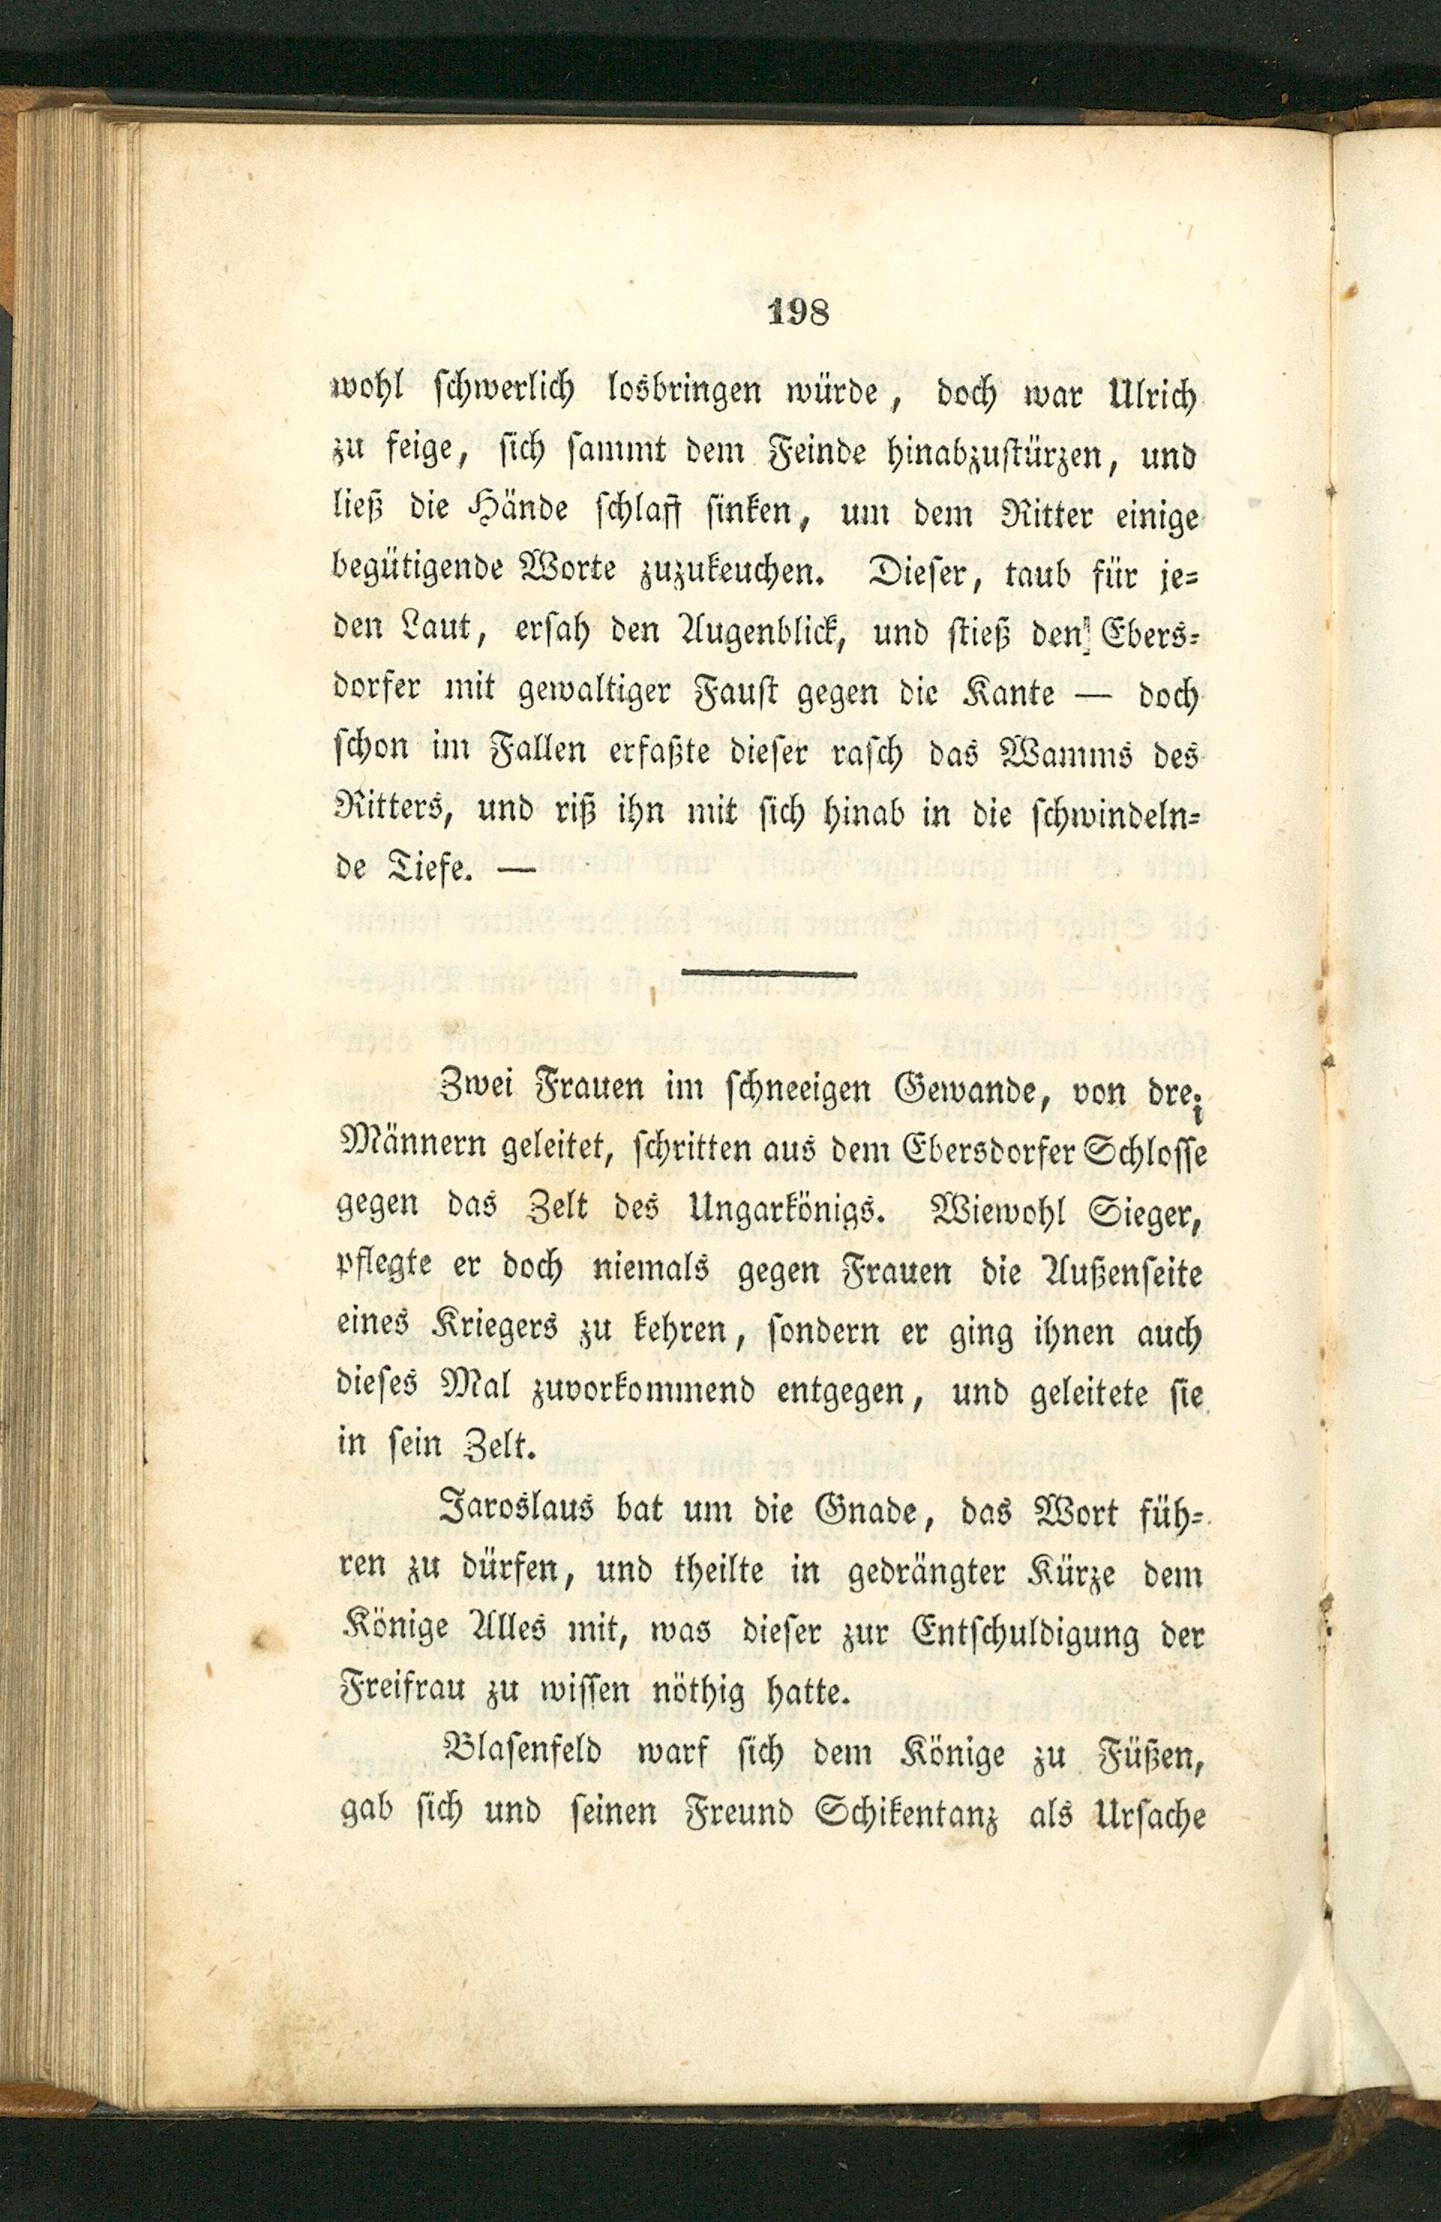 198
wohl schwerlich losbringen würde, doch war Ulrich
zu feige, sich sammt dem Feinde hinabzustürzen, und
ließ die Hände schlaff sinken, um dem Ritter einige
begütigende Worte zuzukeuchen. Dieser, taub für je-
den Laut, ersah den Augenblick, und stieß den Ebers-
dorfer mit gewaltiger Faust gegen die Kante — doch
schon im Fallen erfaßte dieser rasch das Wamms des
Ritters, und riß ihn mit sich hinab in die schwindeln-
de Tiefe. —
Zwei Frauen im schneeigen Gewande, von drei
Männern geleitet, schritten aus dem Ebersdorfer Schlosse
gegen das Zelt des Ungarkönigs. Wiewohl Sieger,
pflegte er doch niemals gegen Frauen die Außenseite
eines Kriegers zu kehren, sondern er ging ihnen auch
dieses Mal zuvorkommend entgegen, und geleitete sie
in sein Zelt.
Jaroslaus bat um die Gnade, das Wort füh-
ren zu dürfen, und theilte in gedrängter Kürze dem
Könige Alles mit, was dieser zur Entschuldigung der
Freifrau zu wissen nöthig hatte.
Blasenfeld warf sich dem Könige zu Füßen,
gab sich und seinen Freund Schikentanz als Ursache